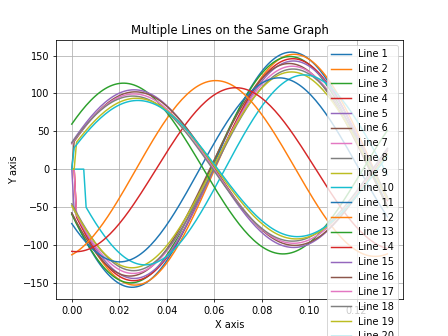 Multiple Lines on the Same Graph
150
100
50
0
−50
−100
−150
Y axis
0.00
0.02
0.04
0.06
0.08
0.10
X axis
Line 1
Line 2
Line 3
Line 4
Line 5
Line 6
Line 7
Line 8
Line 9
Line 10
Line 11
Line 12
Line 13
Line 14
Line 15
Line 16
Line 17
Line 18
Line 19
Line 20